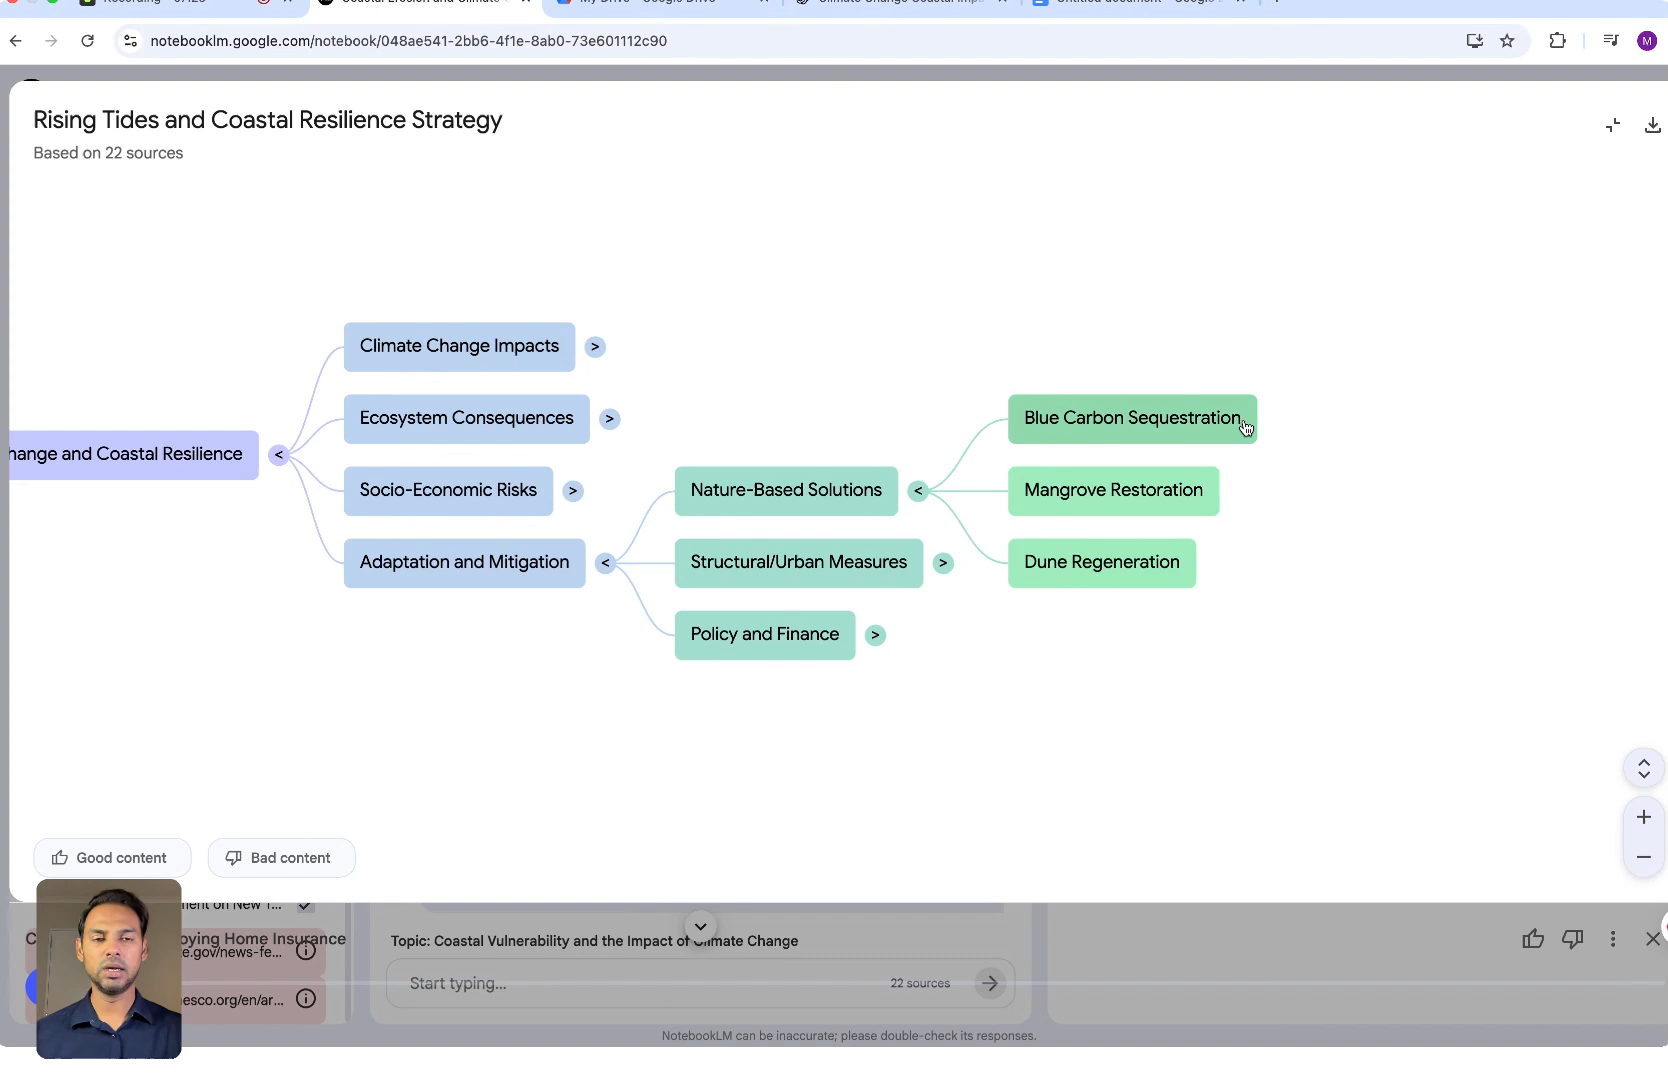 notebooklm.google.com/notebook/048ae541-2bb6-4f1e-8ab0-73e601112c90
M
Rising Tides and Coastal Resilience Strategy
Based on 22 sources
Climate Change Impacts >
Ecosystem Consequences >
Blue Carbon Sequestration
hange and Coastal Resilience <
Socio-Economic Risks >
Nature-Based Solutions <
Mangrove Restoration
Adaptation and Mitigation <
Structural/Urban Measures >
Dune Regeneration
Policy and Finance >
Good content
Bad content
ment on New T...
oying Home Insurance
e.gov/news-fe...
esco.org/en/ar...
Topic: Coastal Vulnerability and the Impact of Climate Change
Start typing...
22 sources
NotebookLM can be inaccurate; please double-check its responses.